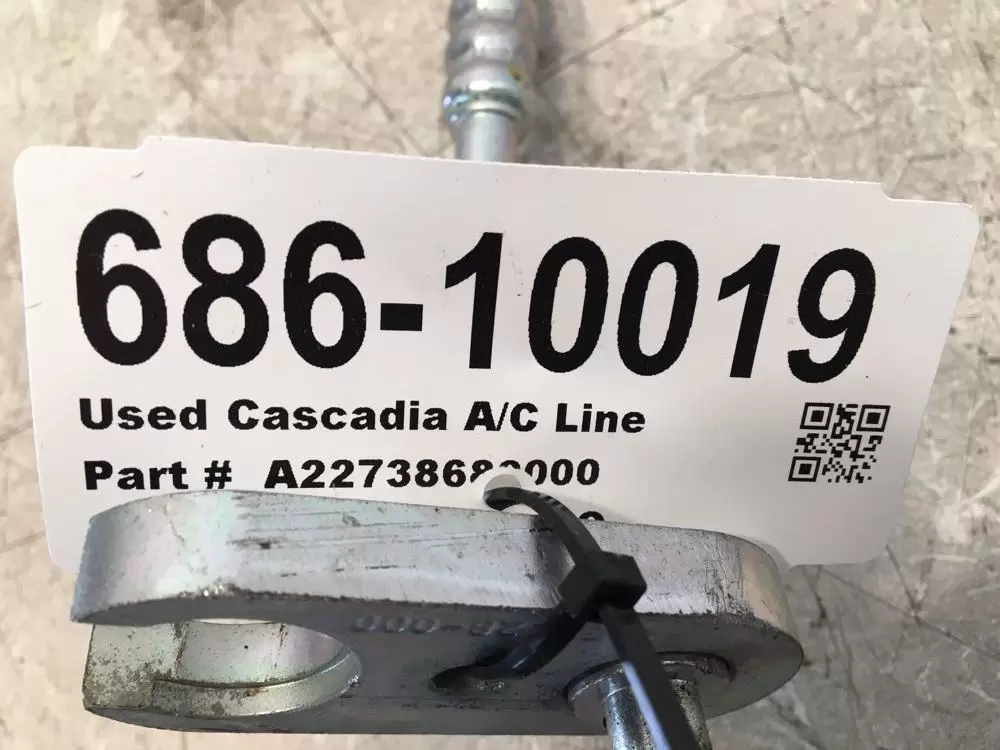 686-10019
Used Cascadia A/C Line
Part #